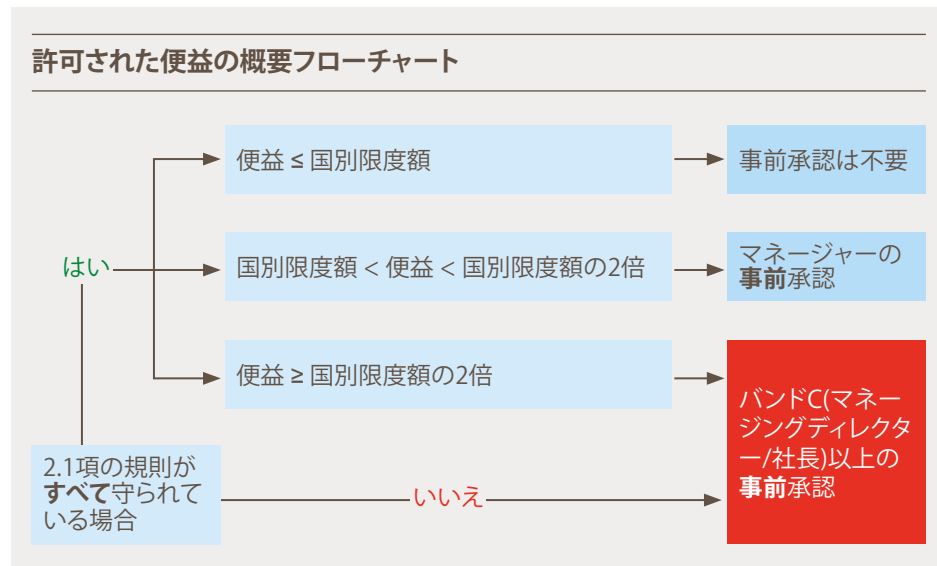 許可された便益の概要フローチャート
便益 ≤ 国別限度額
事前承認は不要
はい
国別限度額 < 便益 < 国別限度額の2倍
マネージャーの
事前承認
便益 ≥ 国別限度額の2倍
バンドC(マネー
ジングディレクタ
ー/社長)以上の
事前承認
2.1項の規則が
すべて守られて
いる場合
いいえ